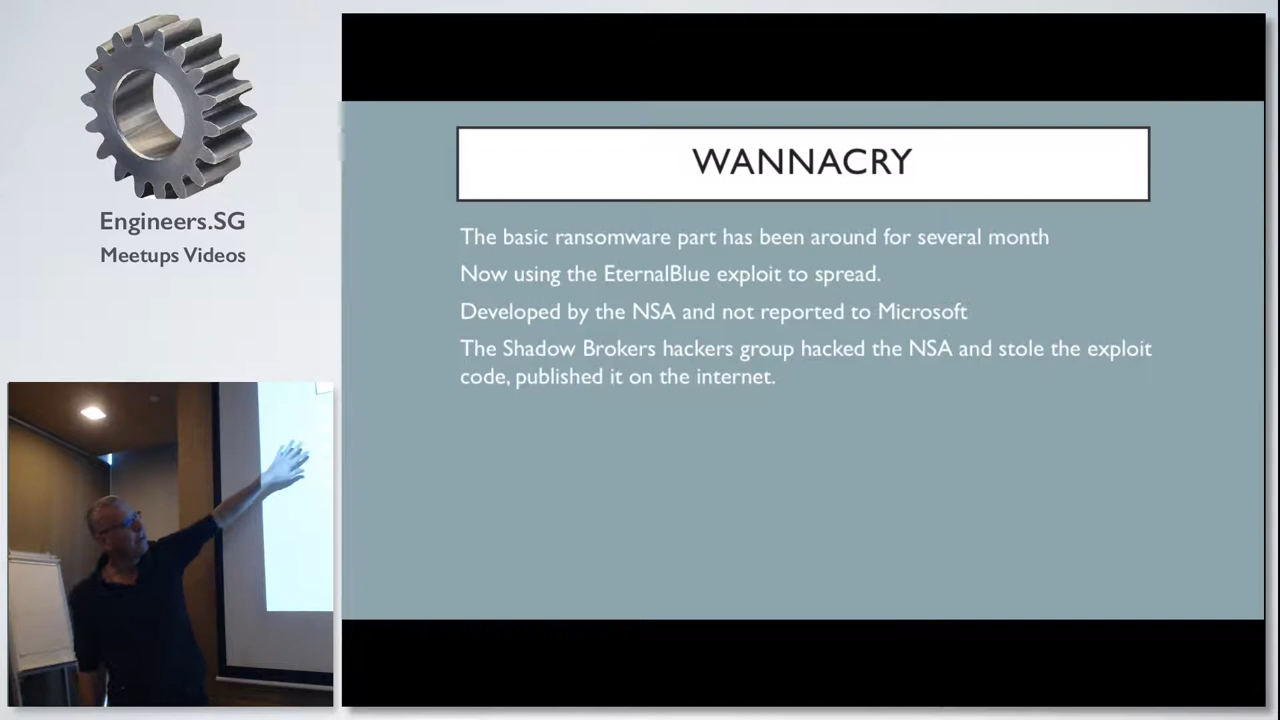 Engineers.SG
Meetups Videos
WANNACRY
The basic ransomware part has been around for several month
Now using the EternalBlue exploit to spread.
Developed by the NSA and not reported to Microsoft
The Shadow Brokers hackers group hacked the NSA and stole the exploit
code, published it on the internet.